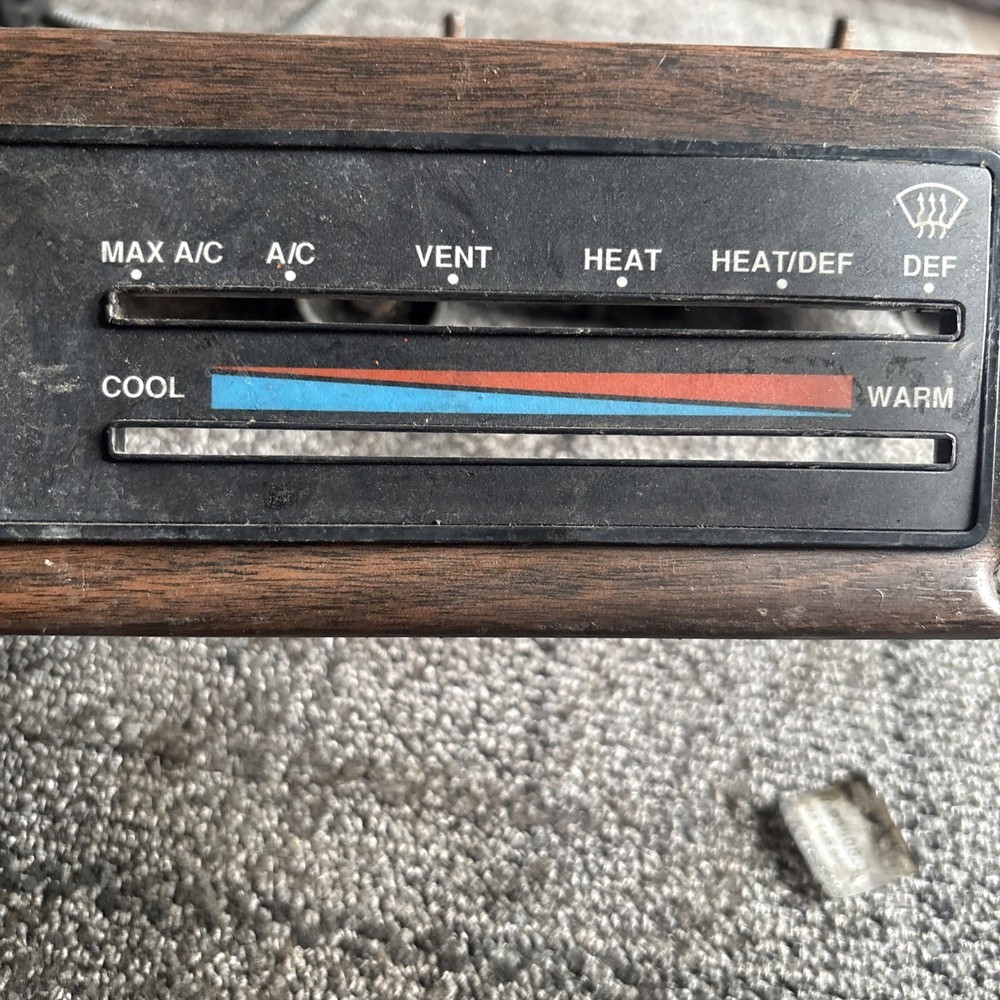 MAX A/C A/C VENT HEAT HEAT/DEF DEF
COOL WARM